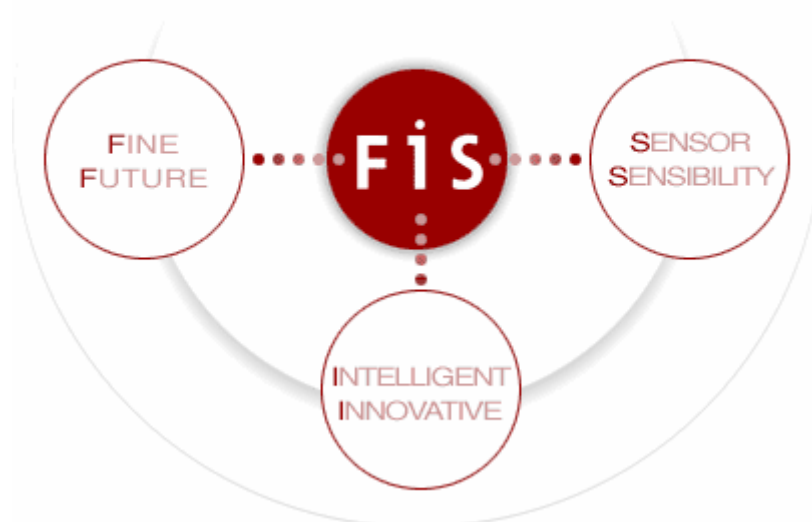 FINE
FUTURE
FiS
SENSOR
SENSIBILITY
INTELLIGENT
INNOVATIVE